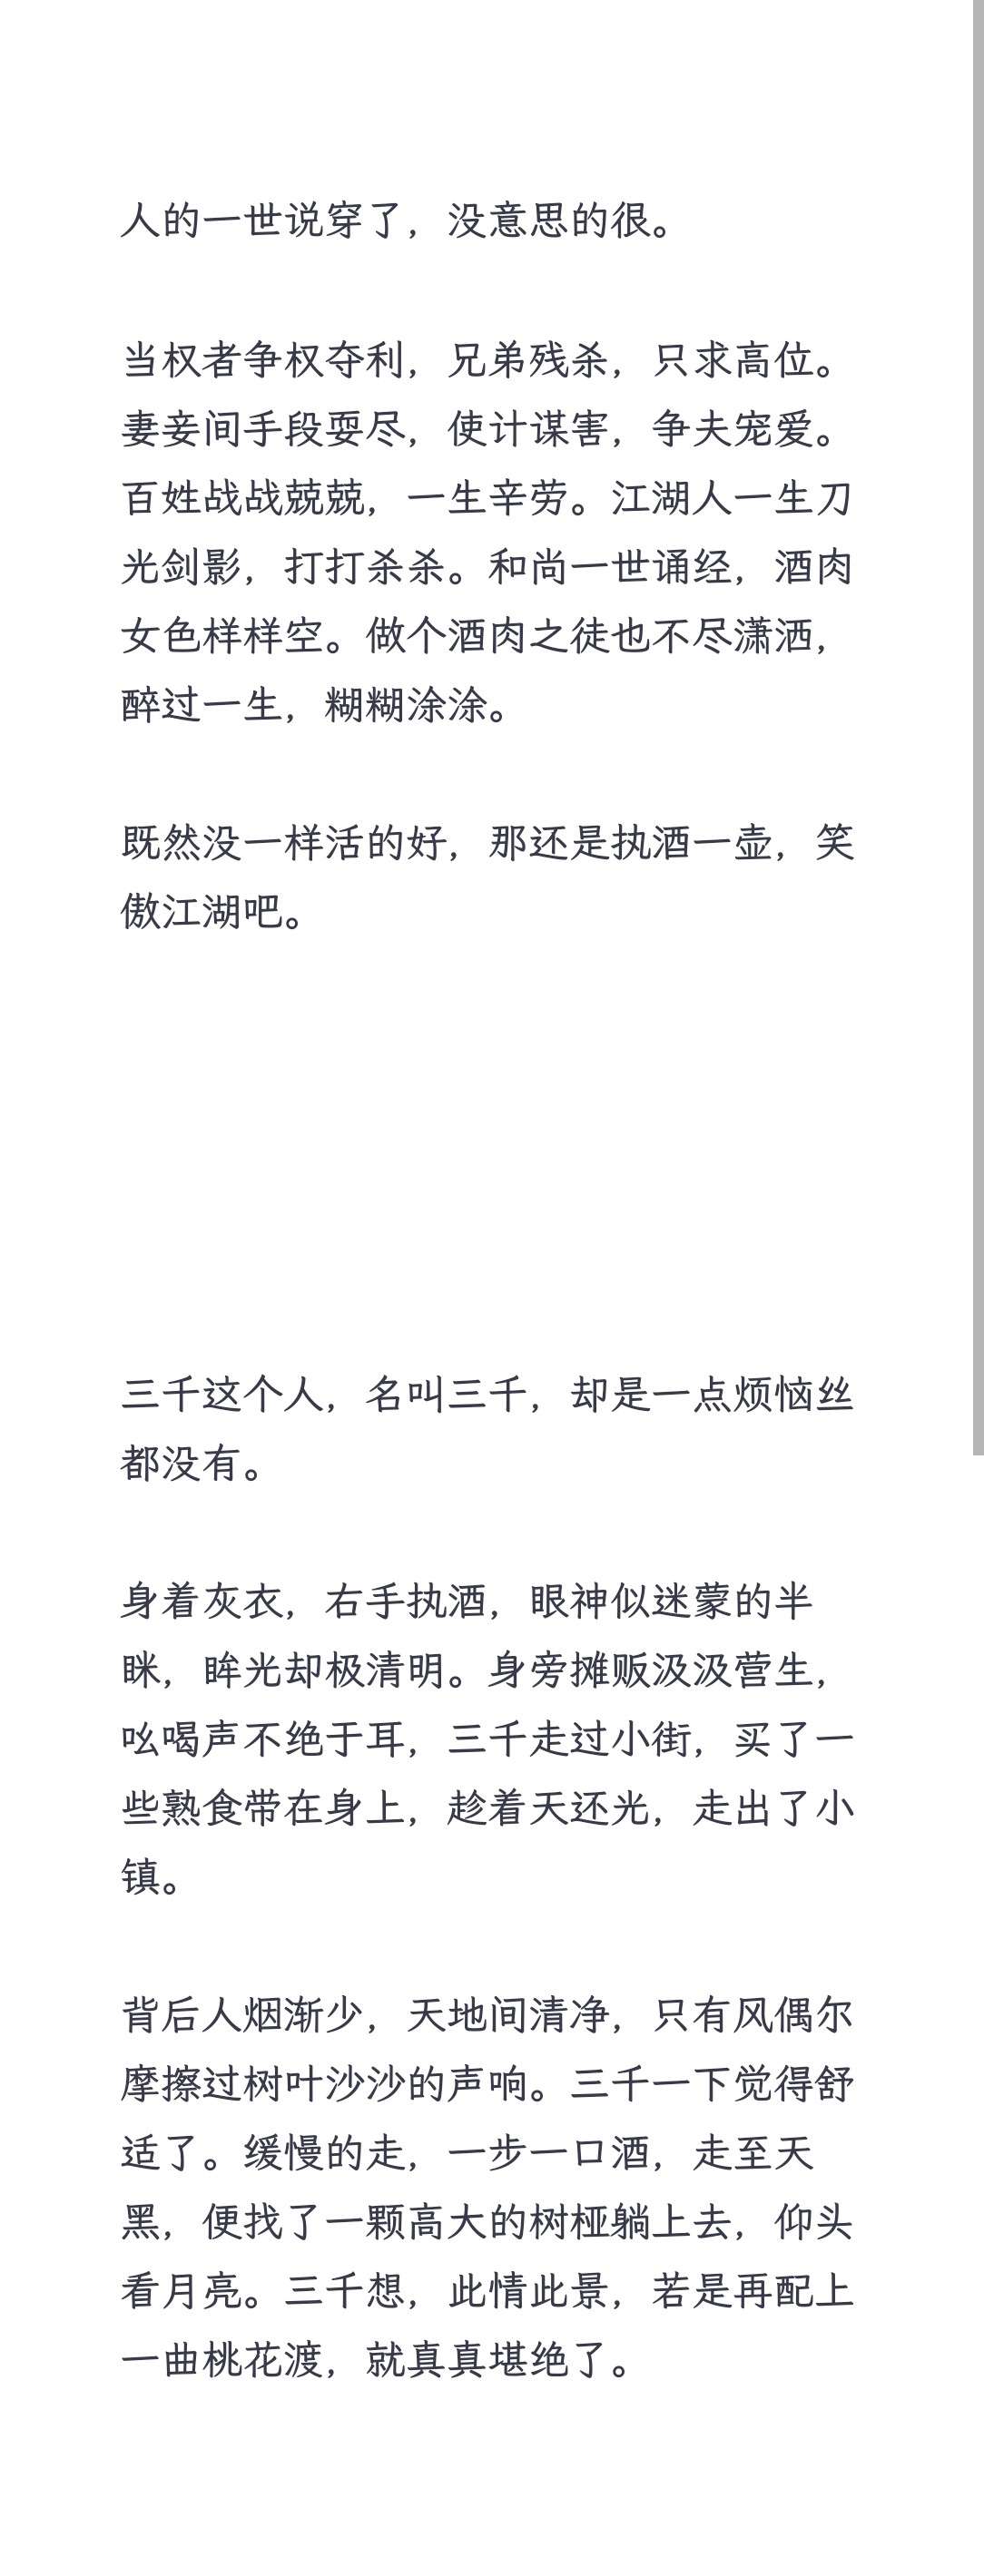 人的一世说穿了，没意思的很。
当权者争权夺利，兄弟残杀，只求高位。
妻妾间手段耍尽，使计谋害，争夫宠爱。
百姓战战兢兢，一生辛劳。江湖人一生刀
光剑影，打打杀杀。和尚一世诵经，酒肉
女色样样空。做个酒肉之徒也不尽潇洒，
醉过一生，糊糊涂涂。
既然没一样活的好，那还是执酒一壶，笑
傲江湖吧。
三千这个人，名叫三千，却是一点烦恼丝
都没有。
身着灰衣，右手执酒，眼神似迷蒙的半
眯，眸光却极清明。身旁摊贩汲汲营生，
吆喝声不绝于耳，三千走过小街，买了一
些熟食带在身上，趁着天还光，走出了小
镇。
背后人烟渐少，天地间清净，只有风偶尔
摩擦过树叶沙沙的声响。三千一下觉得舒
适了。缓慢的走，一步一口酒，走至天
黑，便找了一颗高大的树桠躺上去，仰头
看月亮。三千想，此情此景，若是再配上
一曲桃花渡，就真真堪绝了。